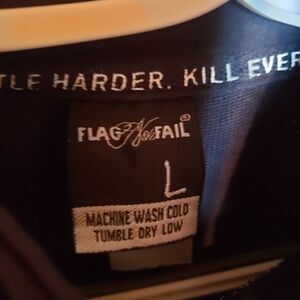 TLE HARDER. KILL EVER
FLAG Nor FAIL®
L
MACHINE WASH COLD
TUMBLE DRY LOW